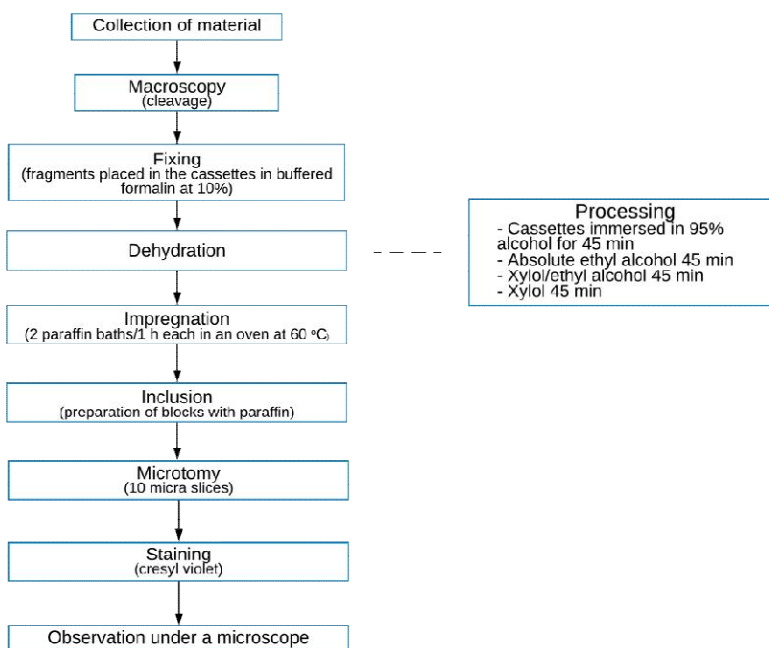 Collection of material
Macroscopy
(cleavage)
Fixing
(fragments placed in the cassettes in buffered
formalin at 10%)
Dehydration
Processing
- Cassettes immersed in 95%
alcohol for 45 min
- Absolute ethyl alcohol 45 min
- Xylol/ethyl alcohol 45 min
- Xylol 45 min
Impregnation
(2 paraffin baths/1 h each in an oven at 60 ºC)
Inclusion
(preparation of blocks with paraffin)
Microtomy
(10 micra slices)
Staining
(cresyl violet)
Observation under a microscope